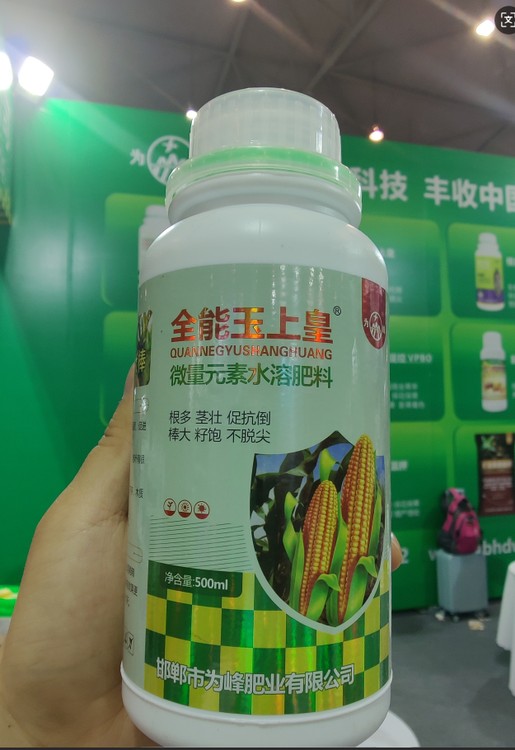 为
科技 丰收中国
全能玉上皇®
QUANNEGYUSHANGHUANG
微量元素水溶肥料
根多 茎壮 促抗倒
棒大 籽饱 不脱尖
净含量:500ml
邯郸市为峰肥业有限公司
棒